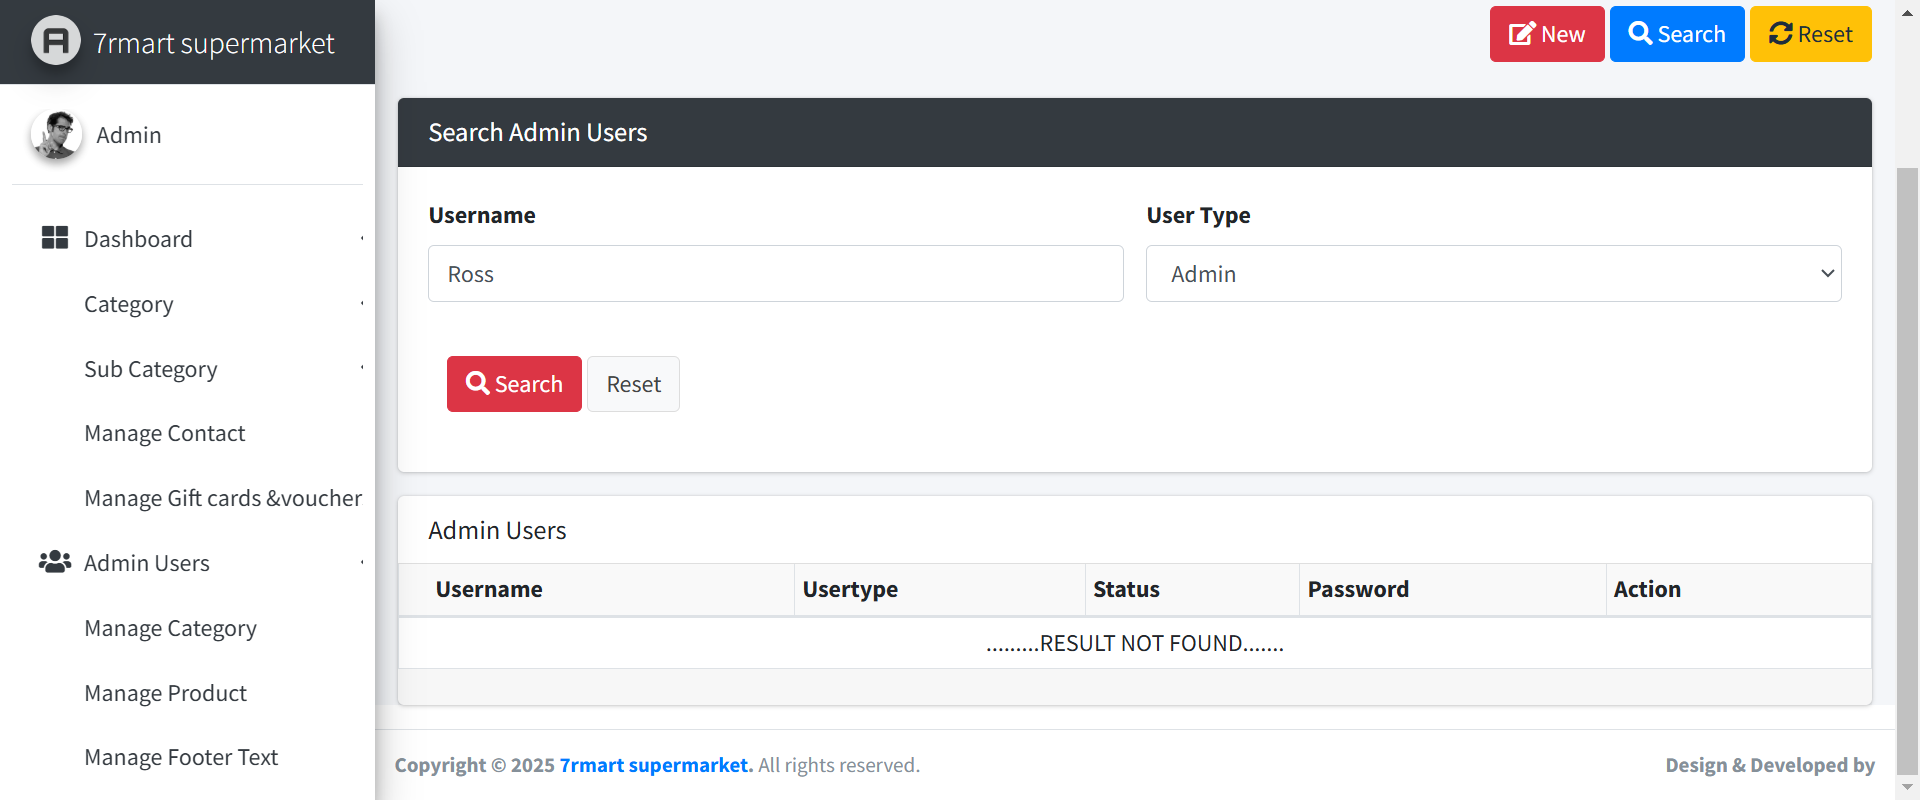 7rmart supermarket
New
Search
Reset
Admin
Search Admin Users
Username
User Type
Ross
Admin
Search
Reset
Dashboard
Category
Sub Category
Manage Contact
Manage Gift cards &voucher
Admin Users
Manage Category
Manage Product
Manage Footer Text
Admin Users
Username Usertype Status Password Action
.........RESULT NOT FOUND.......
Copyright © 2025 7rmart supermarket. All rights reserved.
Design & Developed by